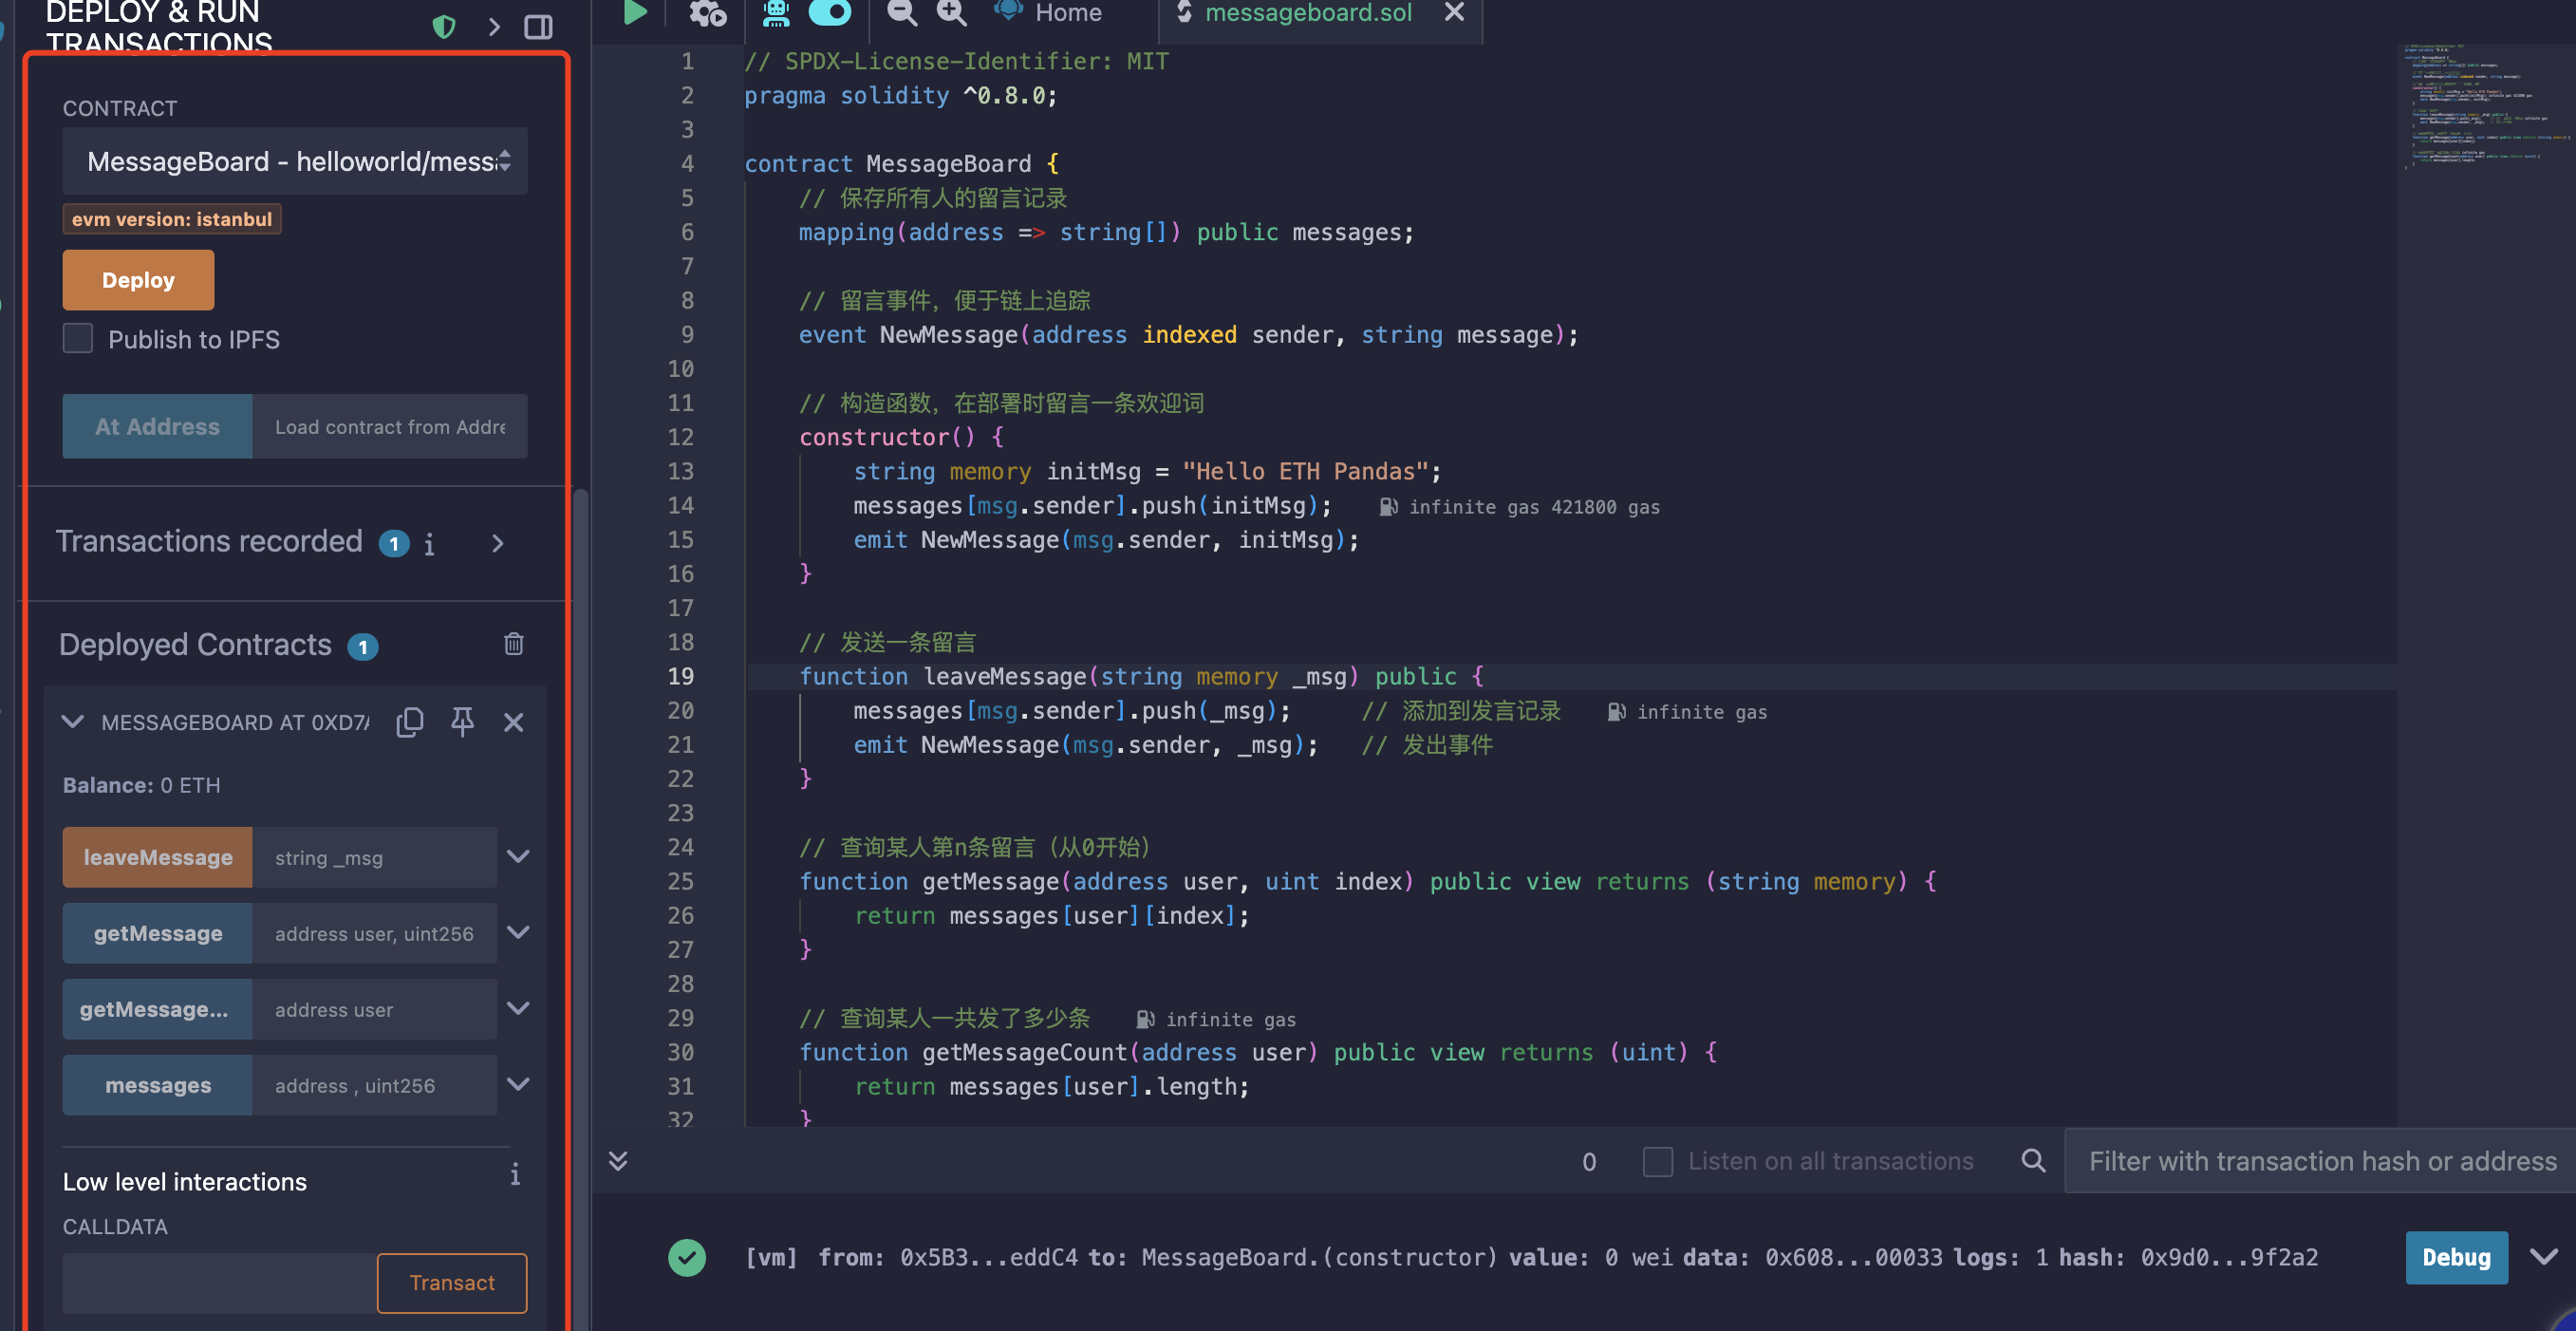 DEPLOY & RUN
TRANSACTIONS
CONTRACT
MessageBoard - helloworld/mess
evm version: istanbul
Deploy
Publish to IPFS
At Address
Load contract from Addre
Transactions recorded 1 i
Deployed Contracts 1
MESSAGEBOARD AT 0XD7
Balance: 0 ETH
leaveMessage string _msg
getMessage address user, uint256
getMessage... address user
messages address , uint256
Low level interactions i
CALLDATA
Transact
Home
messageboard.sol
1 // SPDX-License-Identifier: MIT
2 pragma solidity ^0.8.0;
3
4 contract MessageBoard {
5 // 保存所有人的留言记录
6 mapping(address => string[]) public messages;
7
8 // 留言事件，便于链上追踪
9 event NewMessage(address indexed sender, string message);
10
11 // 构造函数，在部署时留言一条欢迎词
12 constructor() {
13 string memory initMsg = "Hello ETH Pandas";
14 messages[msg.sender].push(initMsg); infinite gas 421800 gas
15 emit NewMessage(msg.sender, initMsg);
16 }
17
18 // 发送一条留言
19 function leaveMessage(string memory _msg) public {
20 messages[msg.sender].push(_msg); // 添加到发言记录 infinite gas
21 emit NewMessage(msg.sender, _msg); // 发出事件
22 }
23
24 // 查询某人第n条留言（从0开始）
25 function getMessage(address user, uint index) public view returns (string memory) {
26 return messages[user][index];
27 }
28
29 // 查询某人一共发了多少条 infinite gas
30 function getMessageCount(address user) public view returns (uint) {
31 return messages[user].length;
32 }
0
Listen on all transactions
Filter with transaction hash or address
[vm] from: 0x5B3...eddC4 to: MessageBoard.(constructor) value: 0 wei data: 0x608...00033 logs: 1 hash: 0x9d0...9f2a2
Debug